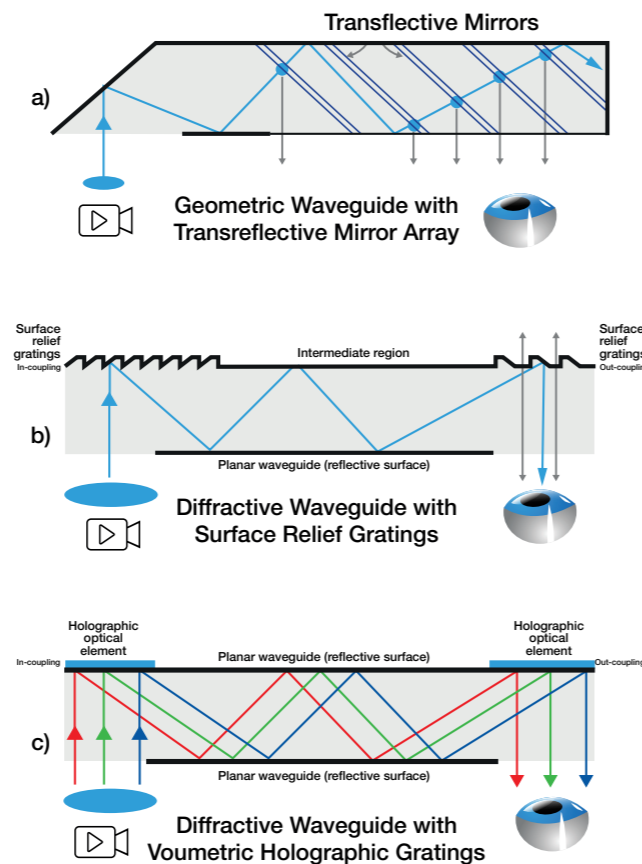 Transflective Mirrors
a)
Geometric Waveguide with
Transreflective Mirror Array
Surface
relief
gratings
In-coupling
Intermediate region
Surface
relief
gratings
Out-coupling
b)
Planar waveguide (reflective surface)
Diffractive Waveguide with
Surface Relief Gratings
Holographic
optical
element
In-coupling
Planar waveguide (reflective surface)
Holographic
optical
element
Out-coupling
c)
Planar waveguide (reflective surface)
Diffractive Waveguide with
Voumetric Holographic Gratings